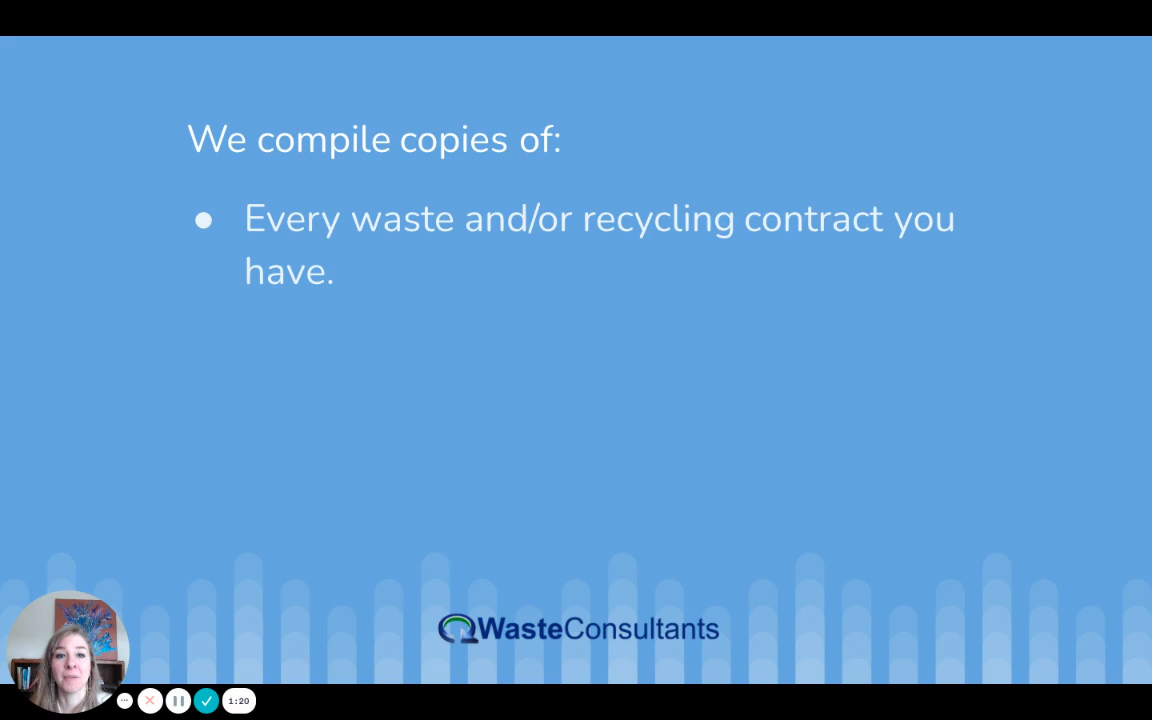 We compile copies of:
● Every waste and/or recycling contract you
have.
WasteConsultants
1:20